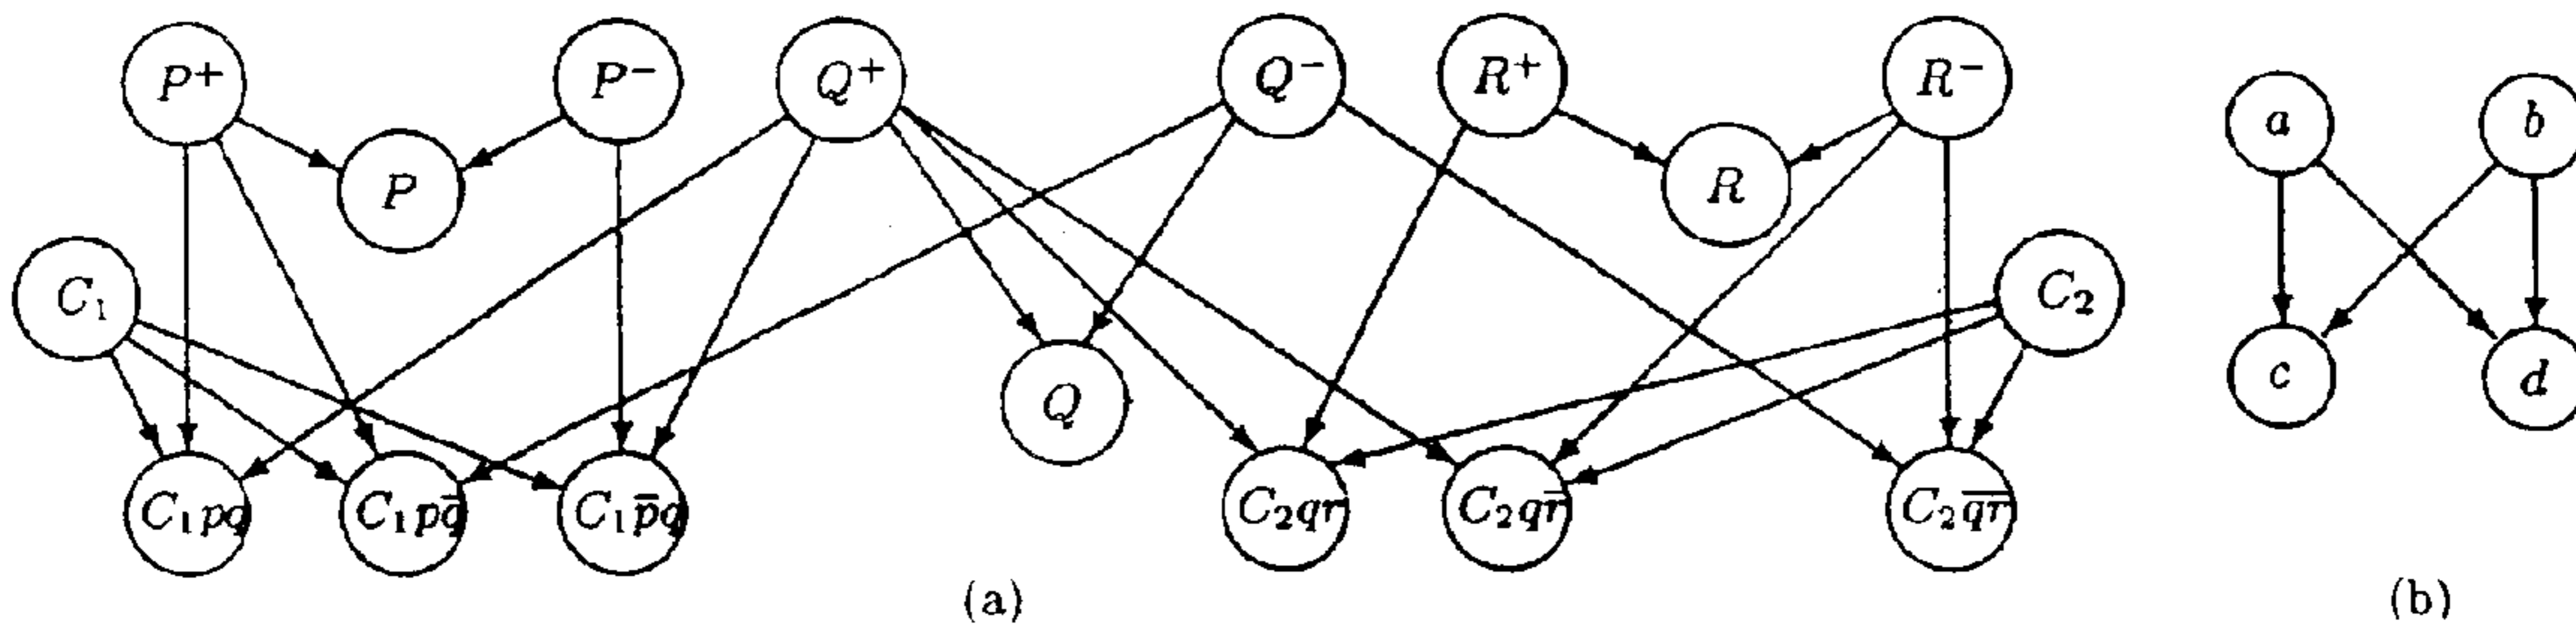 P⁺ P⁻ Q⁺ Q⁻ R⁺ R⁻ a b
P R
C₁ C₂
Q c d
C₁pq C₁pq̄ C₁p̄q C₂qr C₂qr̄ C₂q̄r̄
(a) (b)